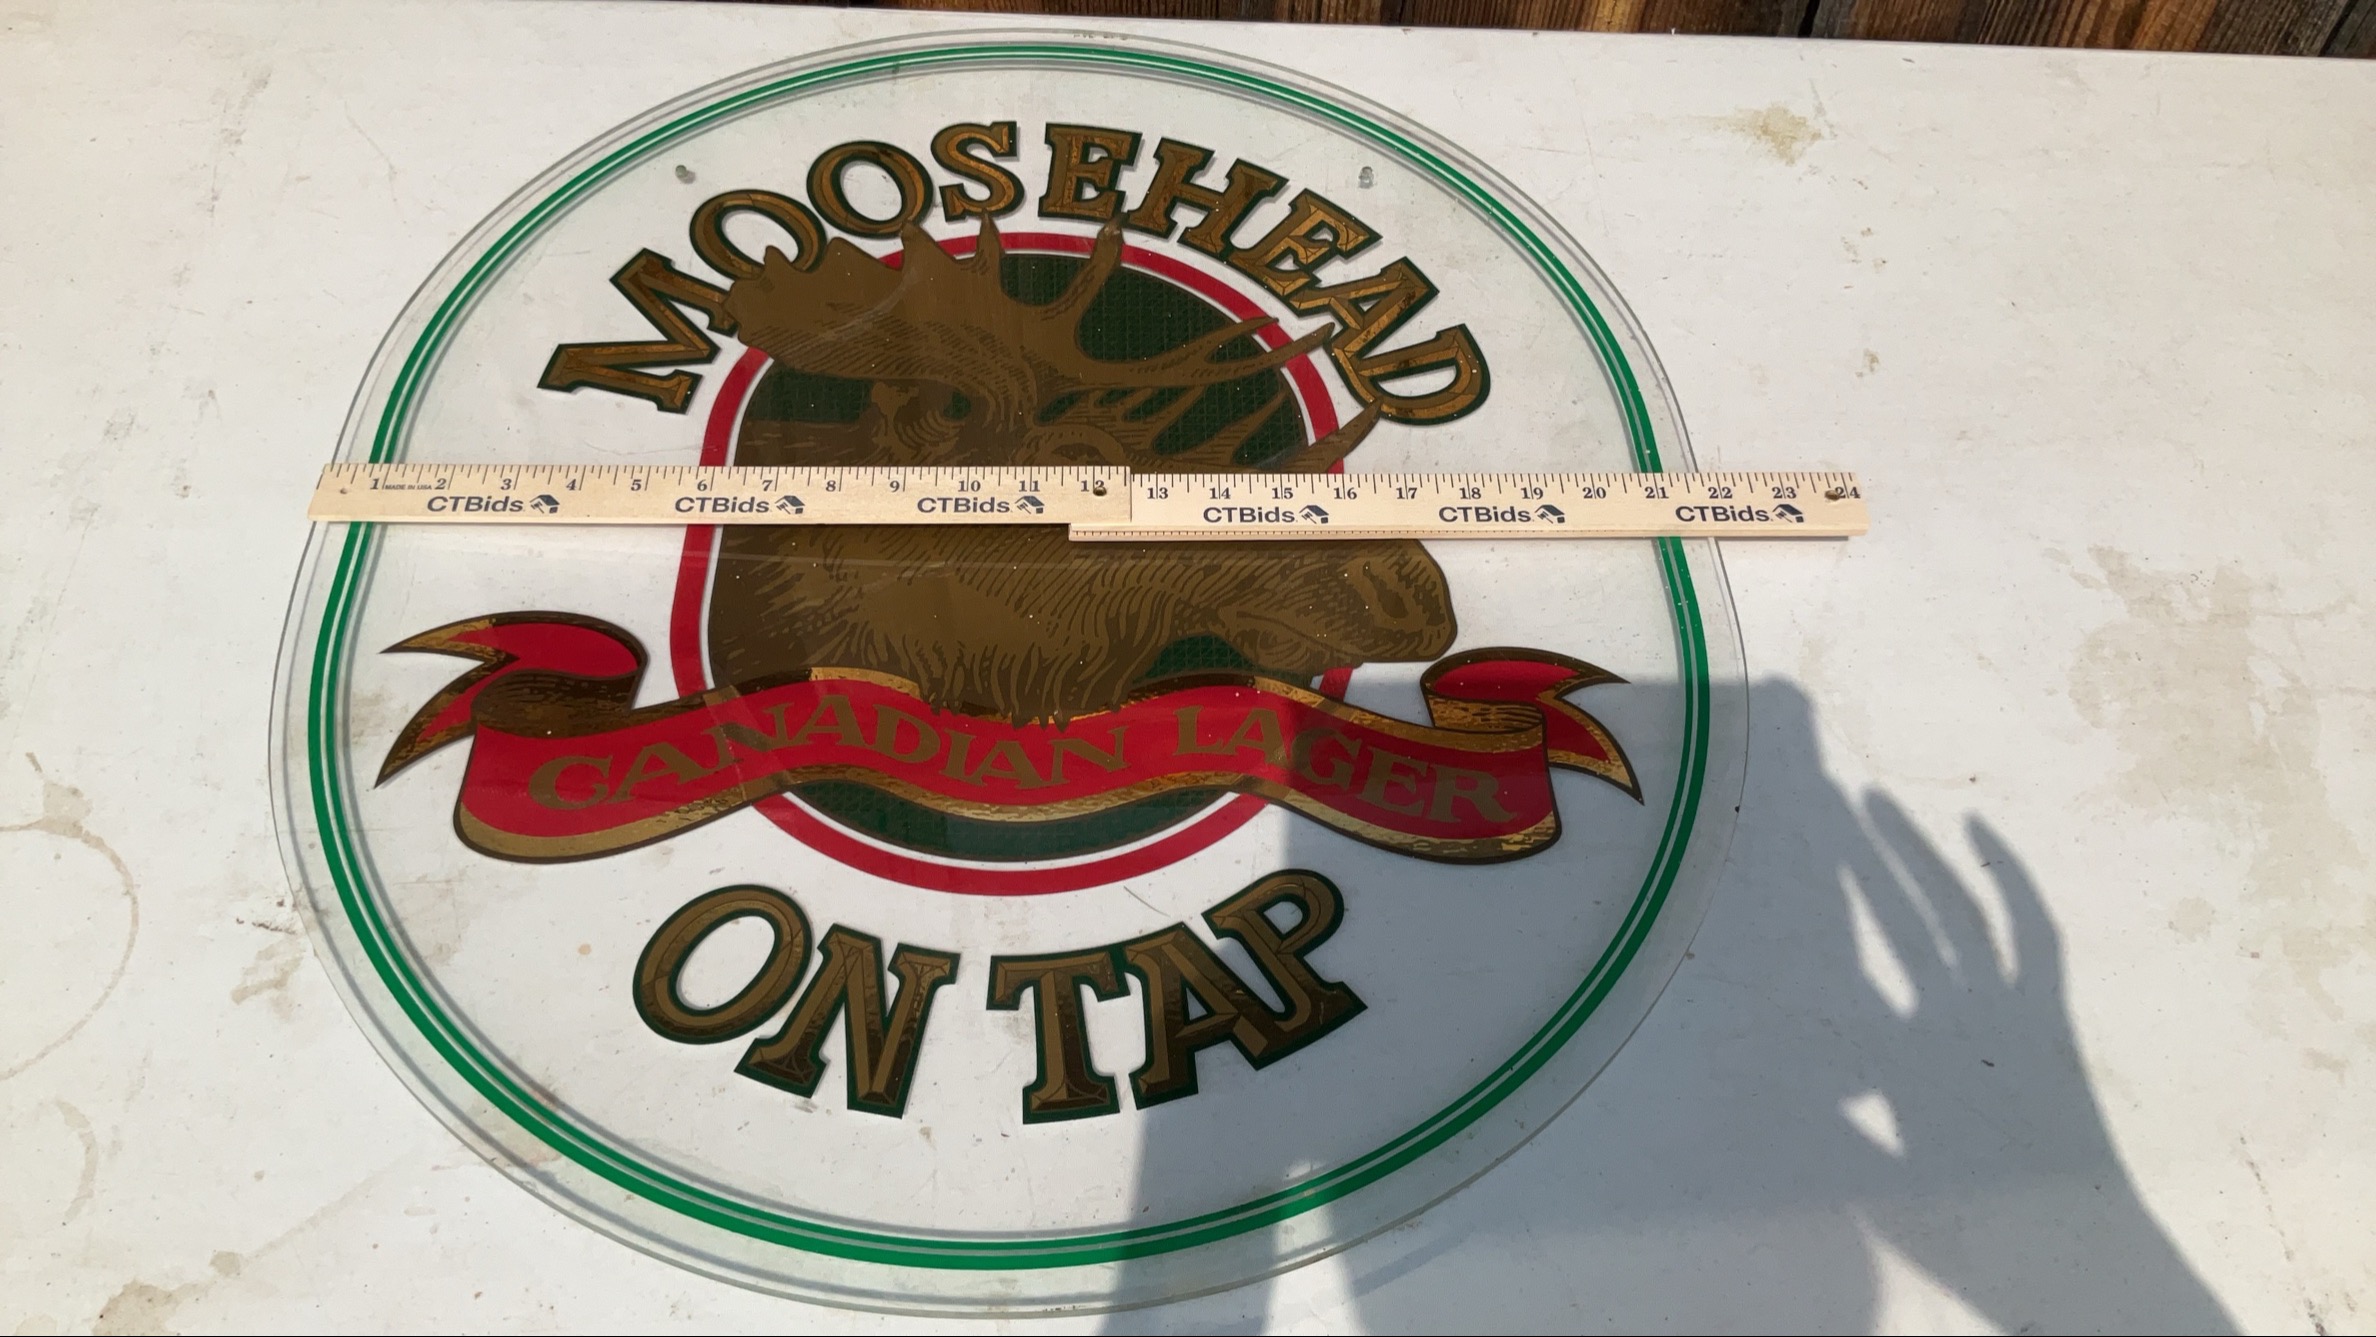 MOOSEHEAD
1 MADE IN USA 2 3 4 5 6 7 8 9 10 11 12 13 14 15 16 17 18 19 20 21 22 23 24
CTBids CTBids CTBids CTBids CTBids CTBids
CANADIAN LAGER
ON TAP